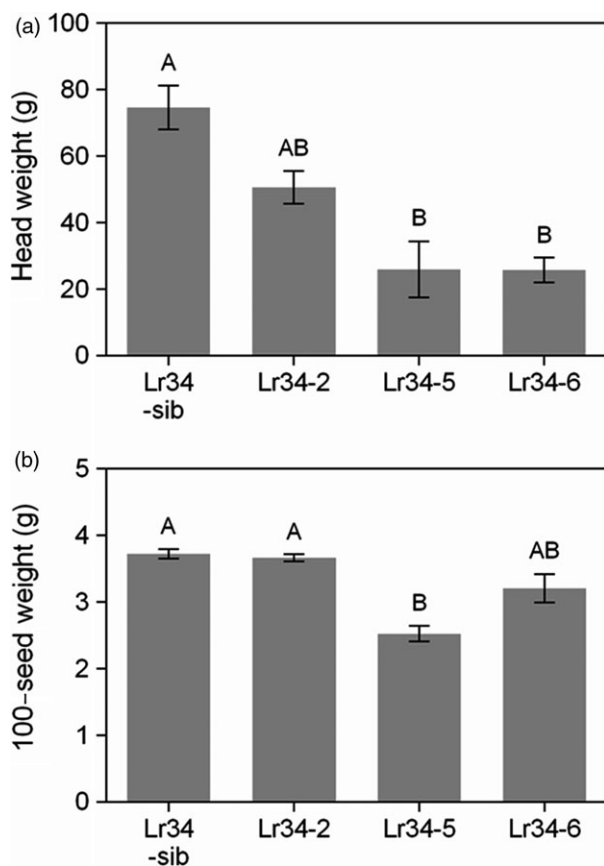 (a)
Head weight (g)
100
80
60
40
20
0
A
AB
B
B
Lr34
-sib
Lr34-2
Lr34-5
Lr34-6
(b)
100-seed weight (g)
5
4
3
2
1
0
A
A
B
AB
Lr34
-sib
Lr34-2
Lr34-5
Lr34-6